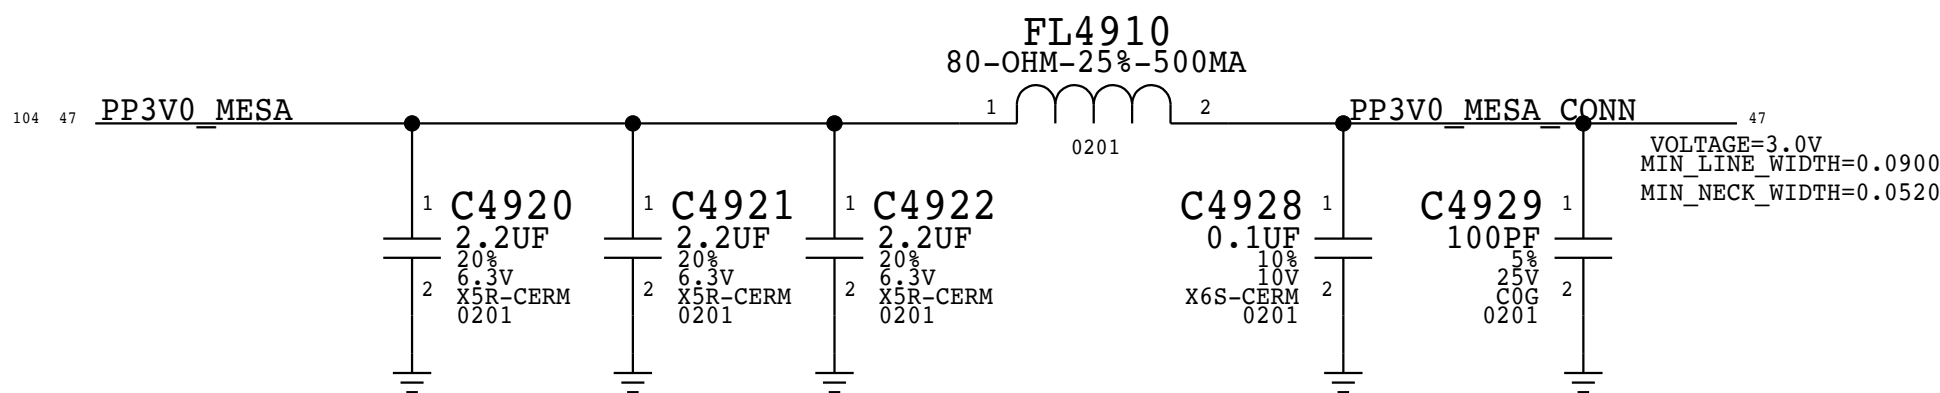 FL4910
80-OHM-25%-500MA
104 47 PP3V0_MESA
1 2
0201
PP3V0_MESA_CONN
47
VOLTAGE=3.0V
MIN_LINE_WIDTH=0.0900
MIN_NECK_WIDTH=0.0520
1 C4920
2.2UF
20%
6.3V
2 X5R-CERM
0201
1 C4921
2.2UF
20%
6.3V
2 X5R-CERM
0201
1 C4922
2.2UF
20%
6.3V
2 X5R-CERM
0201
C4928 1
0.1UF
10%
10V
X6S-CERM 2
0201
C4929 1
100PF
5%
25V
C0G 2
0201